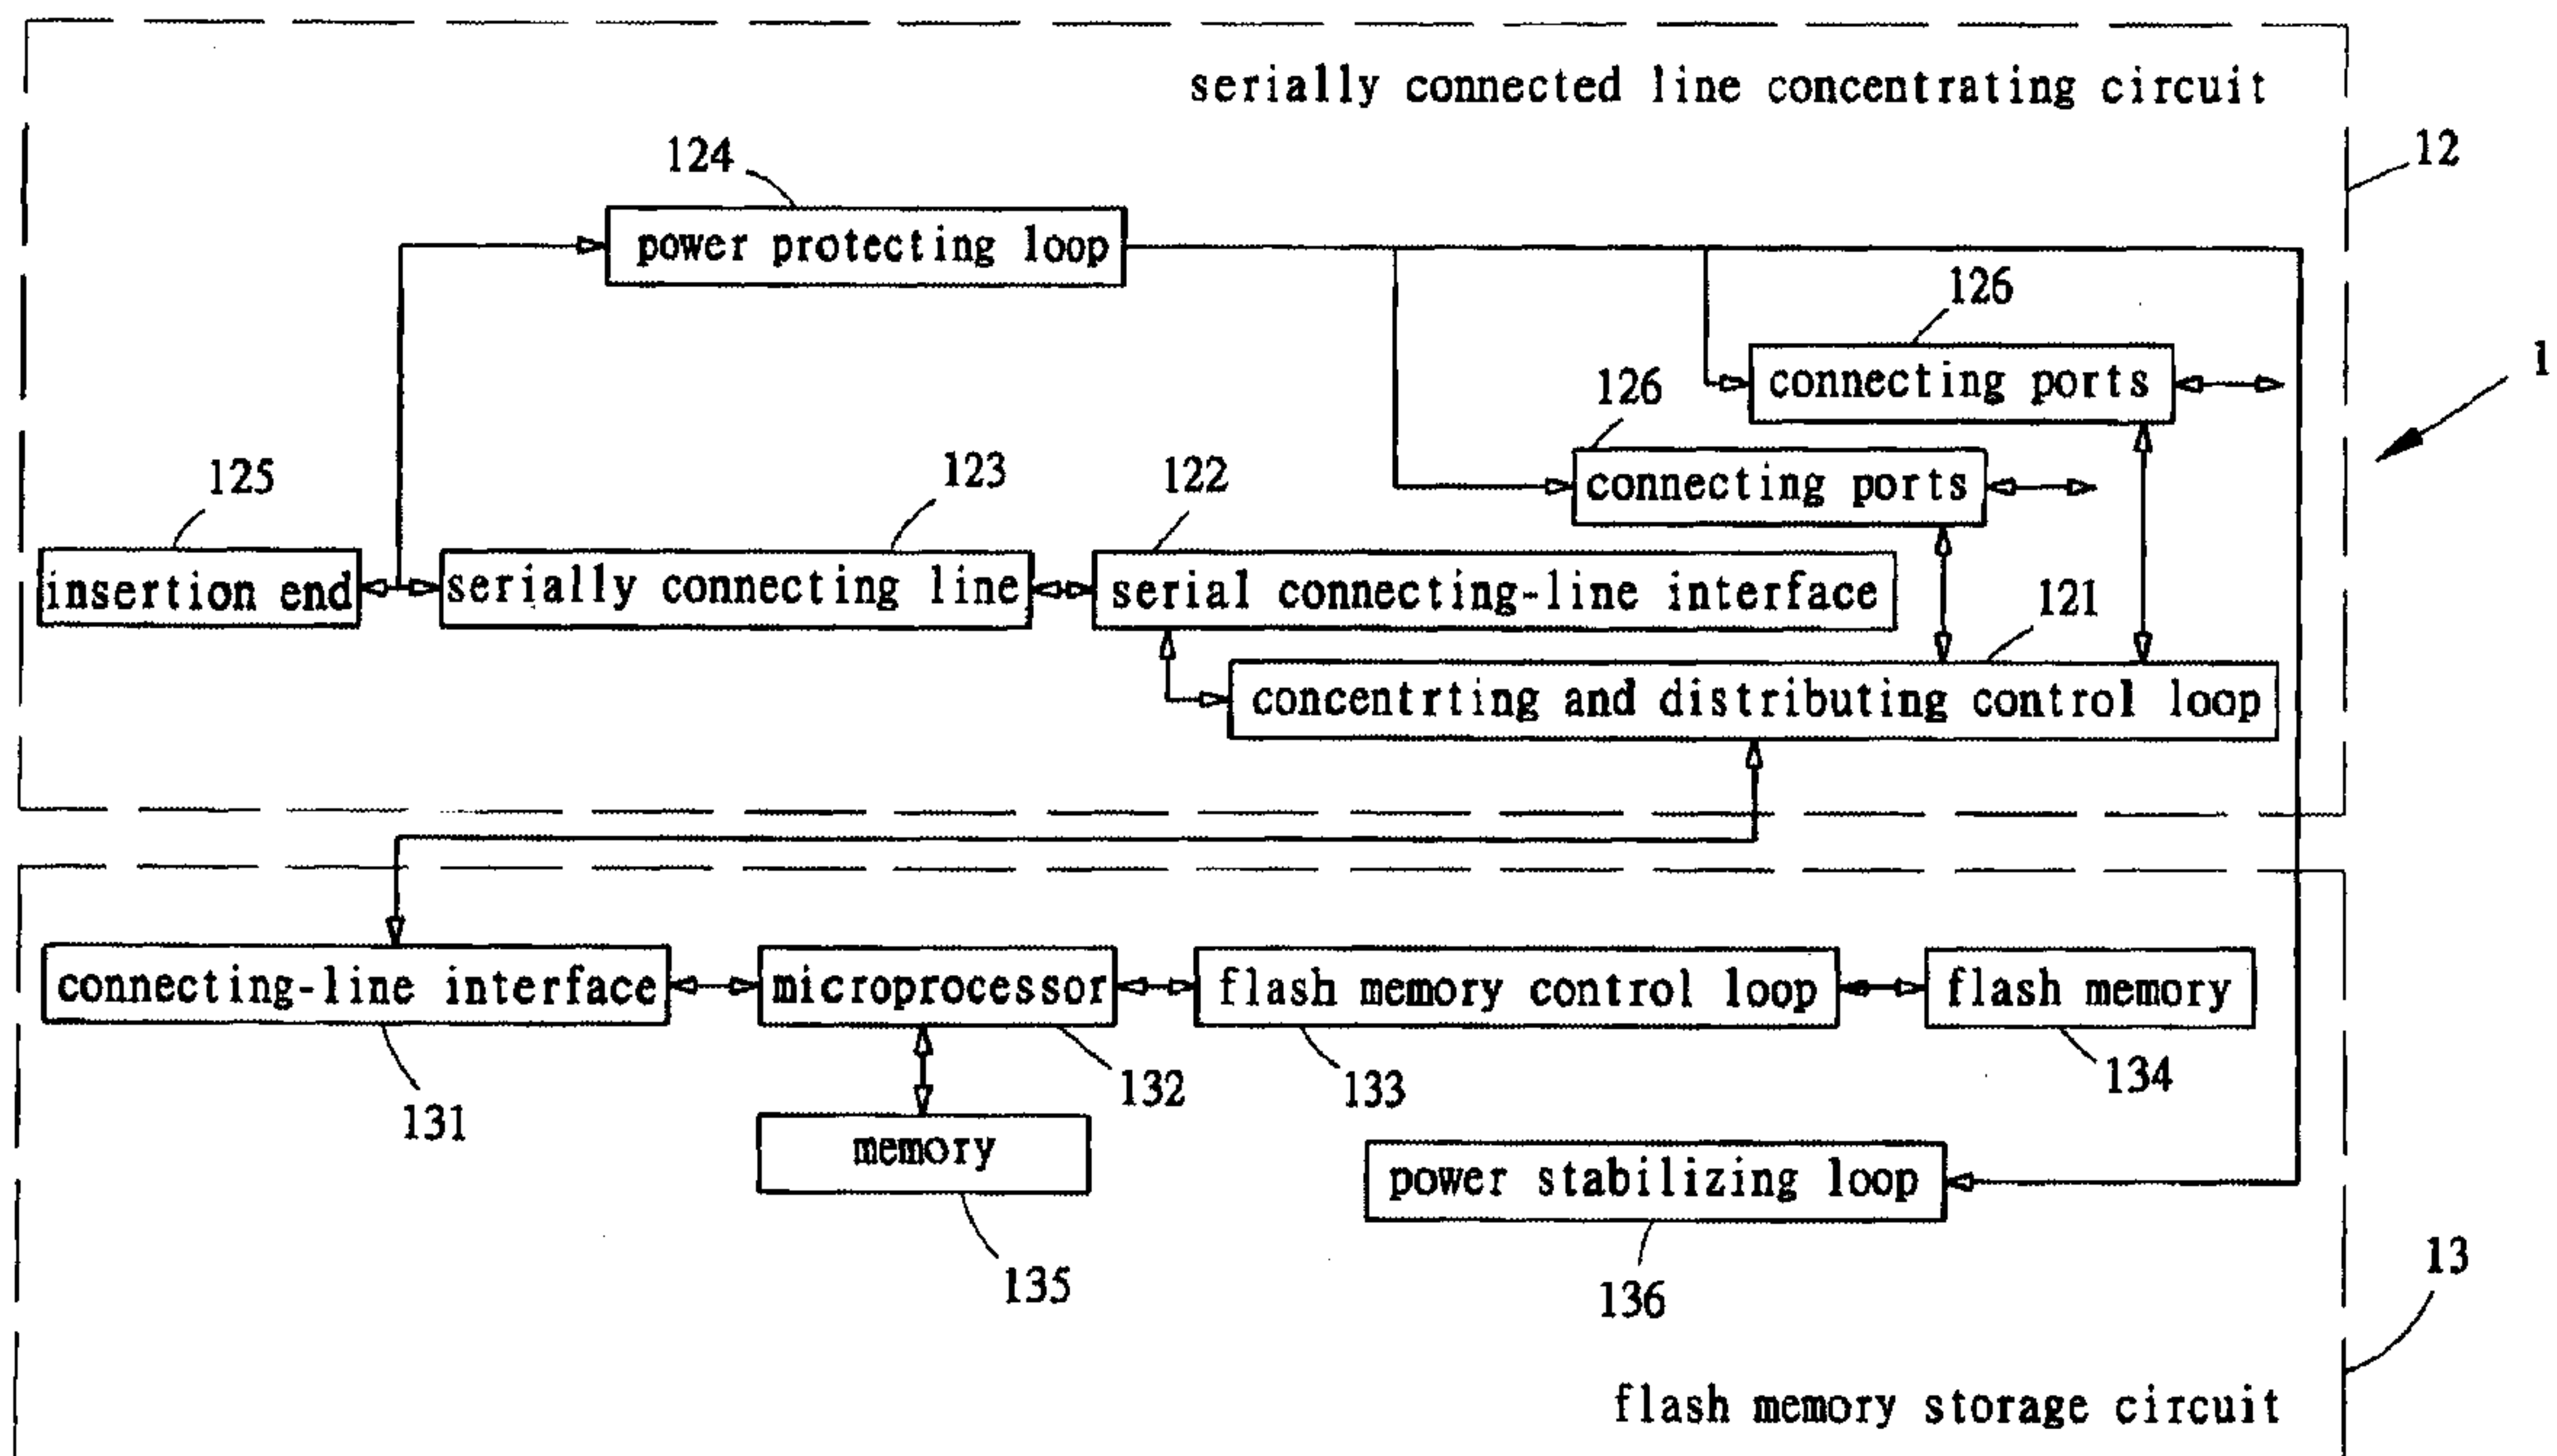 serially connected line concentrating circuit
12
124
power protecting loop
1
126
connecting ports
126
connecting ports
125
123
122
insertion end
serially connecting line
serial connecting-line interface
121
concentrting and distributing control loop
connecting-line interface
microprocessor
flash memory control loop
flash memory
131
132
133
134
memory
135
power stabilizing loop
136
13
flash memory storage circuit